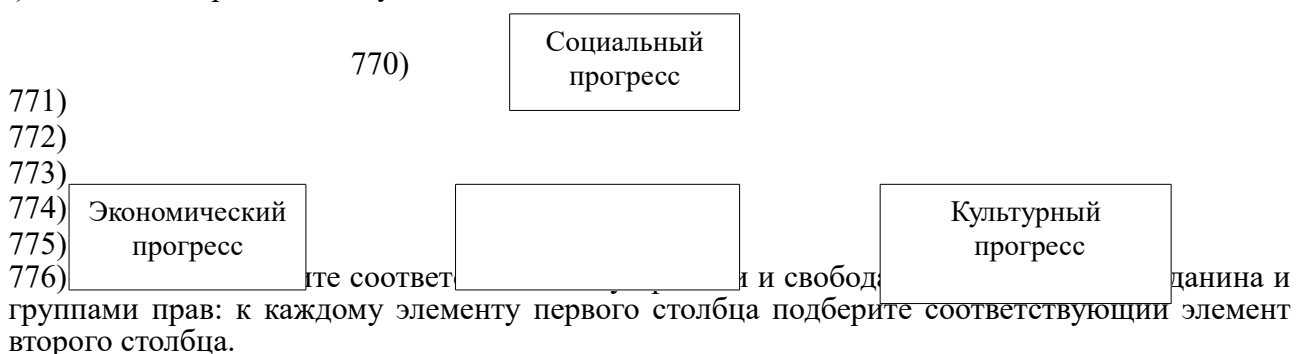 Социальный
770) прогресс
771)
772)
773)
774) Экономический Культурный
775) прогресс прогресс
776) ите соответ и и свобода данина и
группами прав: к каждому элементу первого столбца подберите соответствующий элемент
второго столбца.